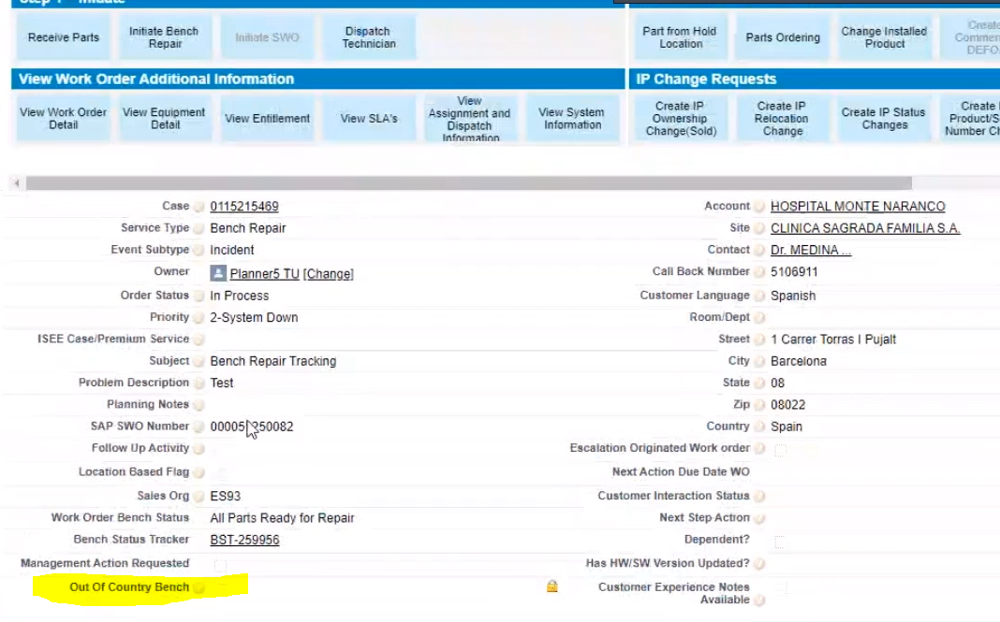 Step 1 - Initiate
Receive Parts
Initiate Bench
Repair
Initiate SWO
Dispatch
Technician
Part from Hold
Location
Parts Ordering
Change Installed
Product
Create
Commen
DEFO
View Work Order Additional Information
IP Change Requests
View Work Order
Detail
View Equipment
Detail
View Entitlement
View SLA's
View
Assignment and
Dispatch
Information
View System
Information
Create IP
Ownership
Change(Sold)
Create IP
Relocation
Change
Create IP Status
Changes
Create
Product/S
Number Ch
Case 0115215469
Account HOSPITAL MONTE NARANCO
Service Type Bench Repair
Site CLINICA SAGRADA FAMILIA S.A.
Event Subtype Incident
Contact Dr. MEDINA ...
Owner Planner5 TU [Change]
Call Back Number 5106911
Order Status In Process
Customer Language Spanish
Priority 2-System Down
Room/Dept
ISEE Case/Premium Service
Street 1 Carrer Torras I Pujalt
Subject Bench Repair Tracking
City Barcelona
Problem Description Test
State 08
Planning Notes
Zip 08022
SAP SWO Number 00005 250082
Country Spain
Follow Up Activity
Escalation Originated Work order
Location Based Flag
Next Action Due Date WO
Sales Org ES93
Customer Interaction Status
Work Order Bench Status All Parts Ready for Repair
Next Step Action
Bench Status Tracker BST-259956
Dependent?
Management Action Requested
Has HW/SW Version Updated?
Out Of Country Bench
Customer Experience Notes
Available